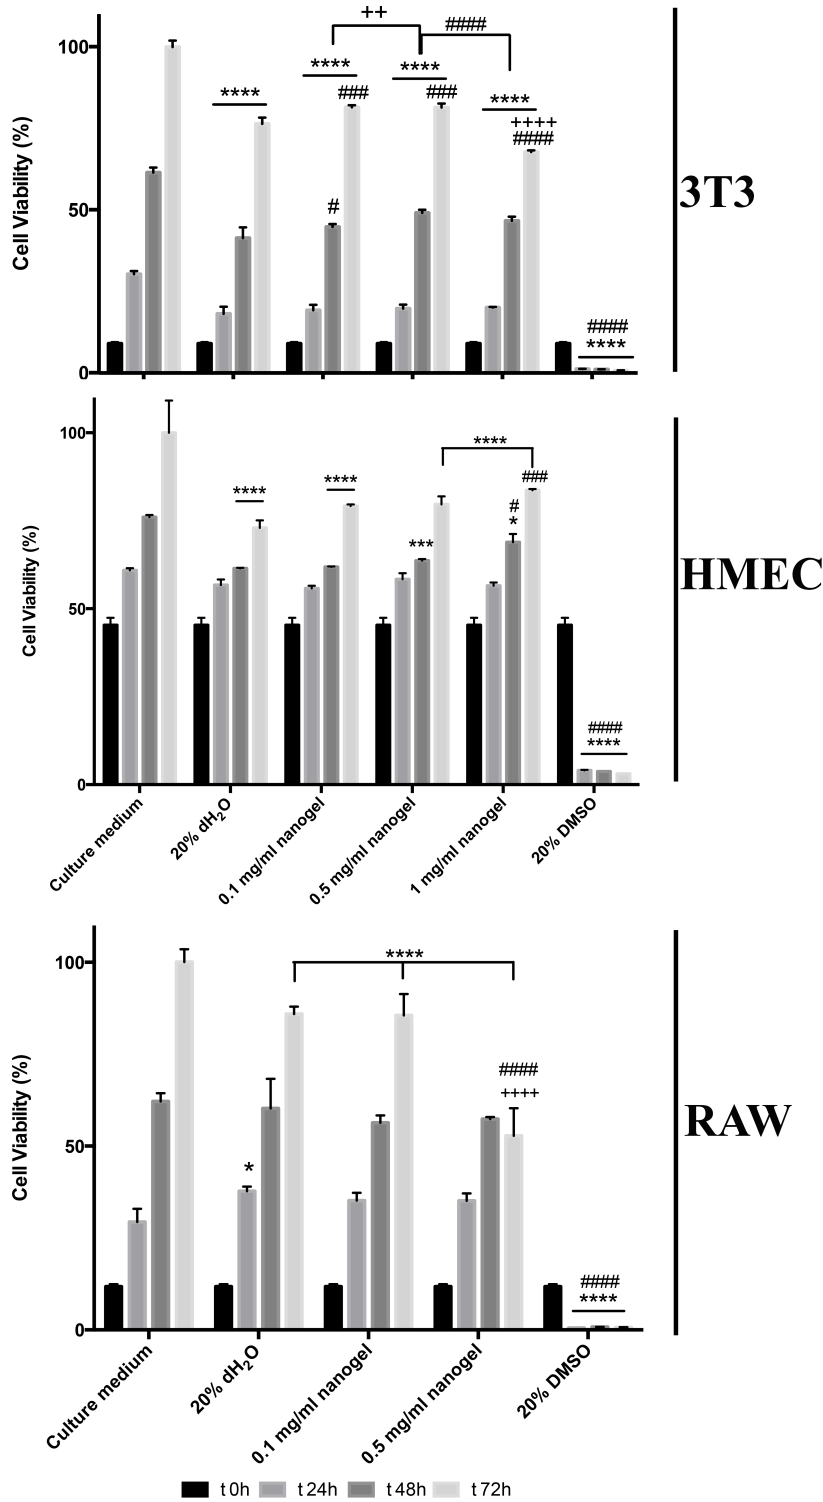 ++
####
100
****
****
****
****
###
###
++++
####
3T3
Cell Viability (%)
#
50
####
****
0
100
****
****
****
###
#
*
***
HMEC
Cell Viability (%)
50
####
****
0
Culture medium
20% dH2O
0.1 mg/ml nanogel
0.5 mg/ml nanogel
1 mg/ml nanogel
20% DMSO
100
****
####
++++
RAW
Cell Viability (%)
50
*
####
****
0
Culture medium
20% dH2O
0.1 mg/ml nanogel
0.5 mg/ml nanogel
20% DMSO
t 0h t 24h t 48h t 72h